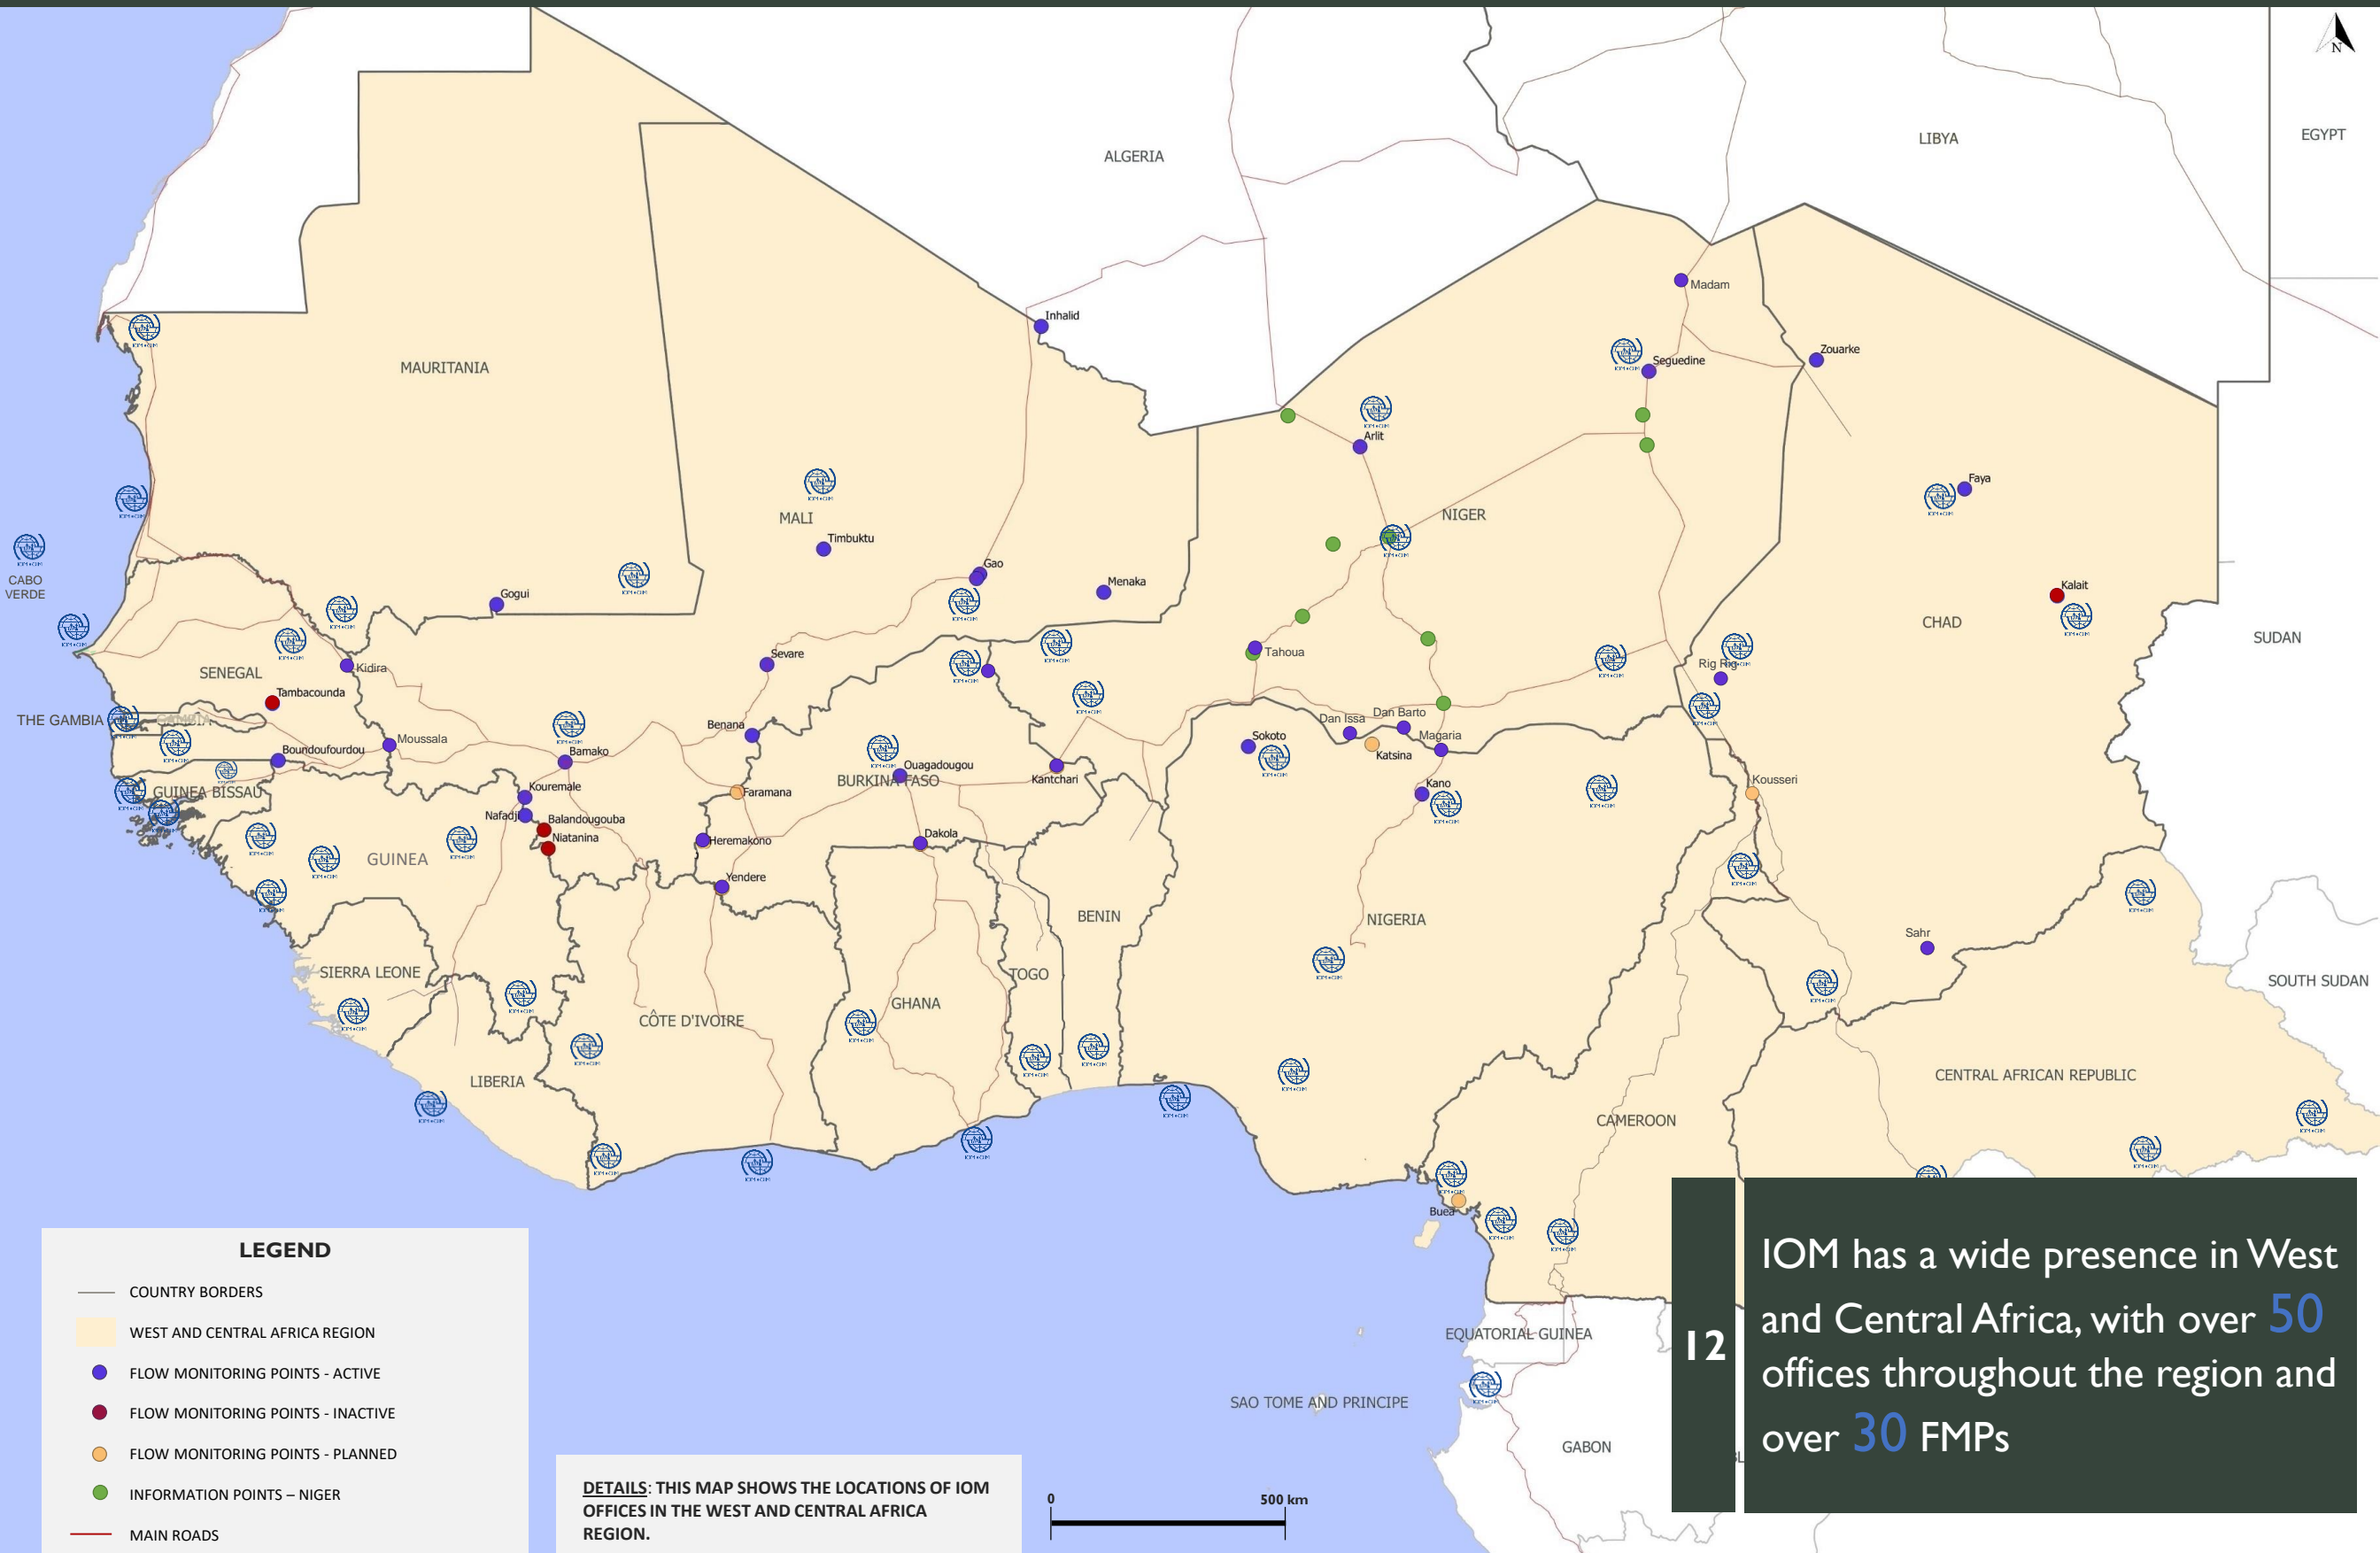 N
ALGERIA
LIBYA
EGYPT
Madam
Inhalid
Zouarke
Seguedine
MAURITANIA
Arlit
Faya
MALI
NIGER
Timbuktu
CABO
VERDE
Gao
Menaka
Kalait
Gogui
CHAD
SUDAN
Sevare
Tahoua
Rig Rig
Kidira
SENEGAL
Tambacounda
THE GAMBIA
GAMBIA
Dan Issa
Dan Barto
Benana
Moussala
Magaria
Sokoto
Katsina
Boundoufourdou
Bamako
Ouagadougou
BURKINA FASO
Kantchari
Kousseri
GUINEA BISSAU
Kouremale
Faramana
Kano
Nafadji
Balandougouba
Niatanina
Heremakono
Dakola
GUINEA
Yendere
BENIN
NIGERIA
Sahr
SIERRA LEONE
TOGO
SOUTH SUDAN
GHANA
CÔTE D'IVOIRE
LIBERIA
CENTRAL AFRICAN REPUBLIC
CAMEROON
Buea
EQUATORIAL GUINEA
SAO TOME AND PRINCIPE
GABON
LEGEND
COUNTRY BORDERS
WEST AND CENTRAL AFRICA REGION
FLOW MONITORING POINTS - ACTIVE
FLOW MONITORING POINTS - INACTIVE
FLOW MONITORING POINTS - PLANNED
INFORMATION POINTS – NIGER
MAIN ROADS
DETAILS: THIS MAP SHOWS THE LOCATIONS OF IOM
OFFICES IN THE WEST AND CENTRAL AFRICA
REGION.
0 500 km
12
IOM has a wide presence in West
and Central Africa, with over 50
offices throughout the region and
over 30 FMPs